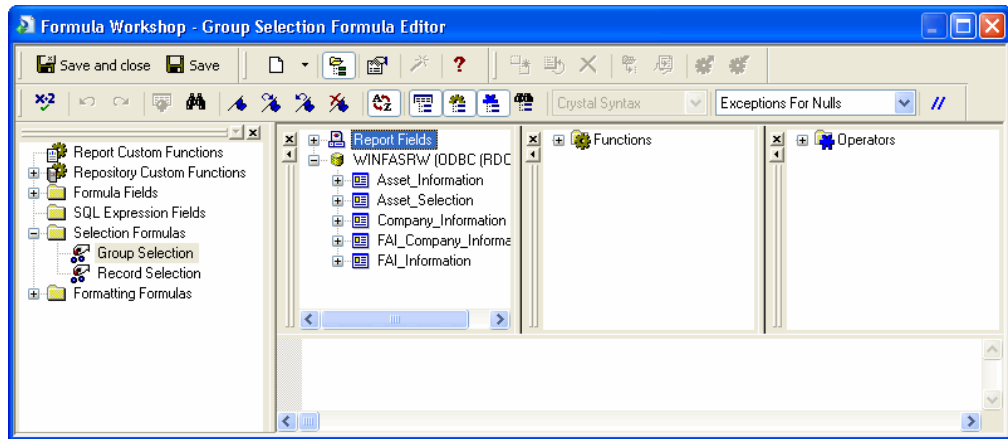 Formula Workshop - Group Selection Formula Editor
Save and close Save
x-2 A Z Crystal Syntax Exceptions For Nulls //
Report Custom Functions
Repository Custom Functions
Formula Fields
SQL Expression Fields
Selection Formulas
Group Selection
Record Selection
Formatting Formulas
Report Fields
WINFASRW (ODBC (RDC
Asset_Information
Asset_Selection
Company_Information
FAI_Company_Informa
FAI_Information
Functions
Operators